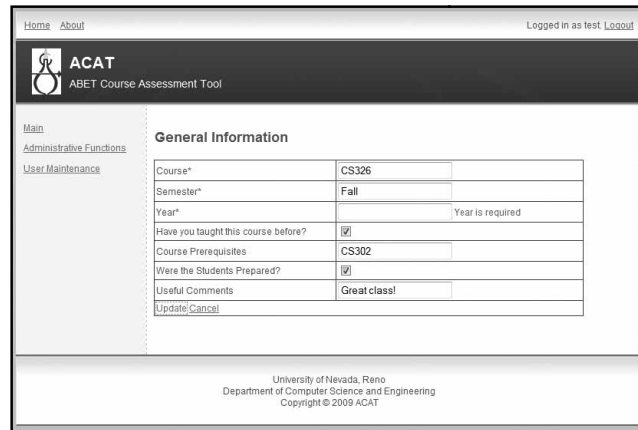 Home About Logged in as test. Logout
ACAT
ABET Course Assessment Tool
Main
Administrative Functions
User Maintenance
General Information
Course* CS326
Semester* Fall
Year* Year is required
Have you taught this course before?
Course Prerequisites CS302
Were the Students Prepared?
Useful Comments Great class!
Update Cancel
University of Nevada, Reno
Department of Computer Science and Engineering
Copyright © 2009 ACAT